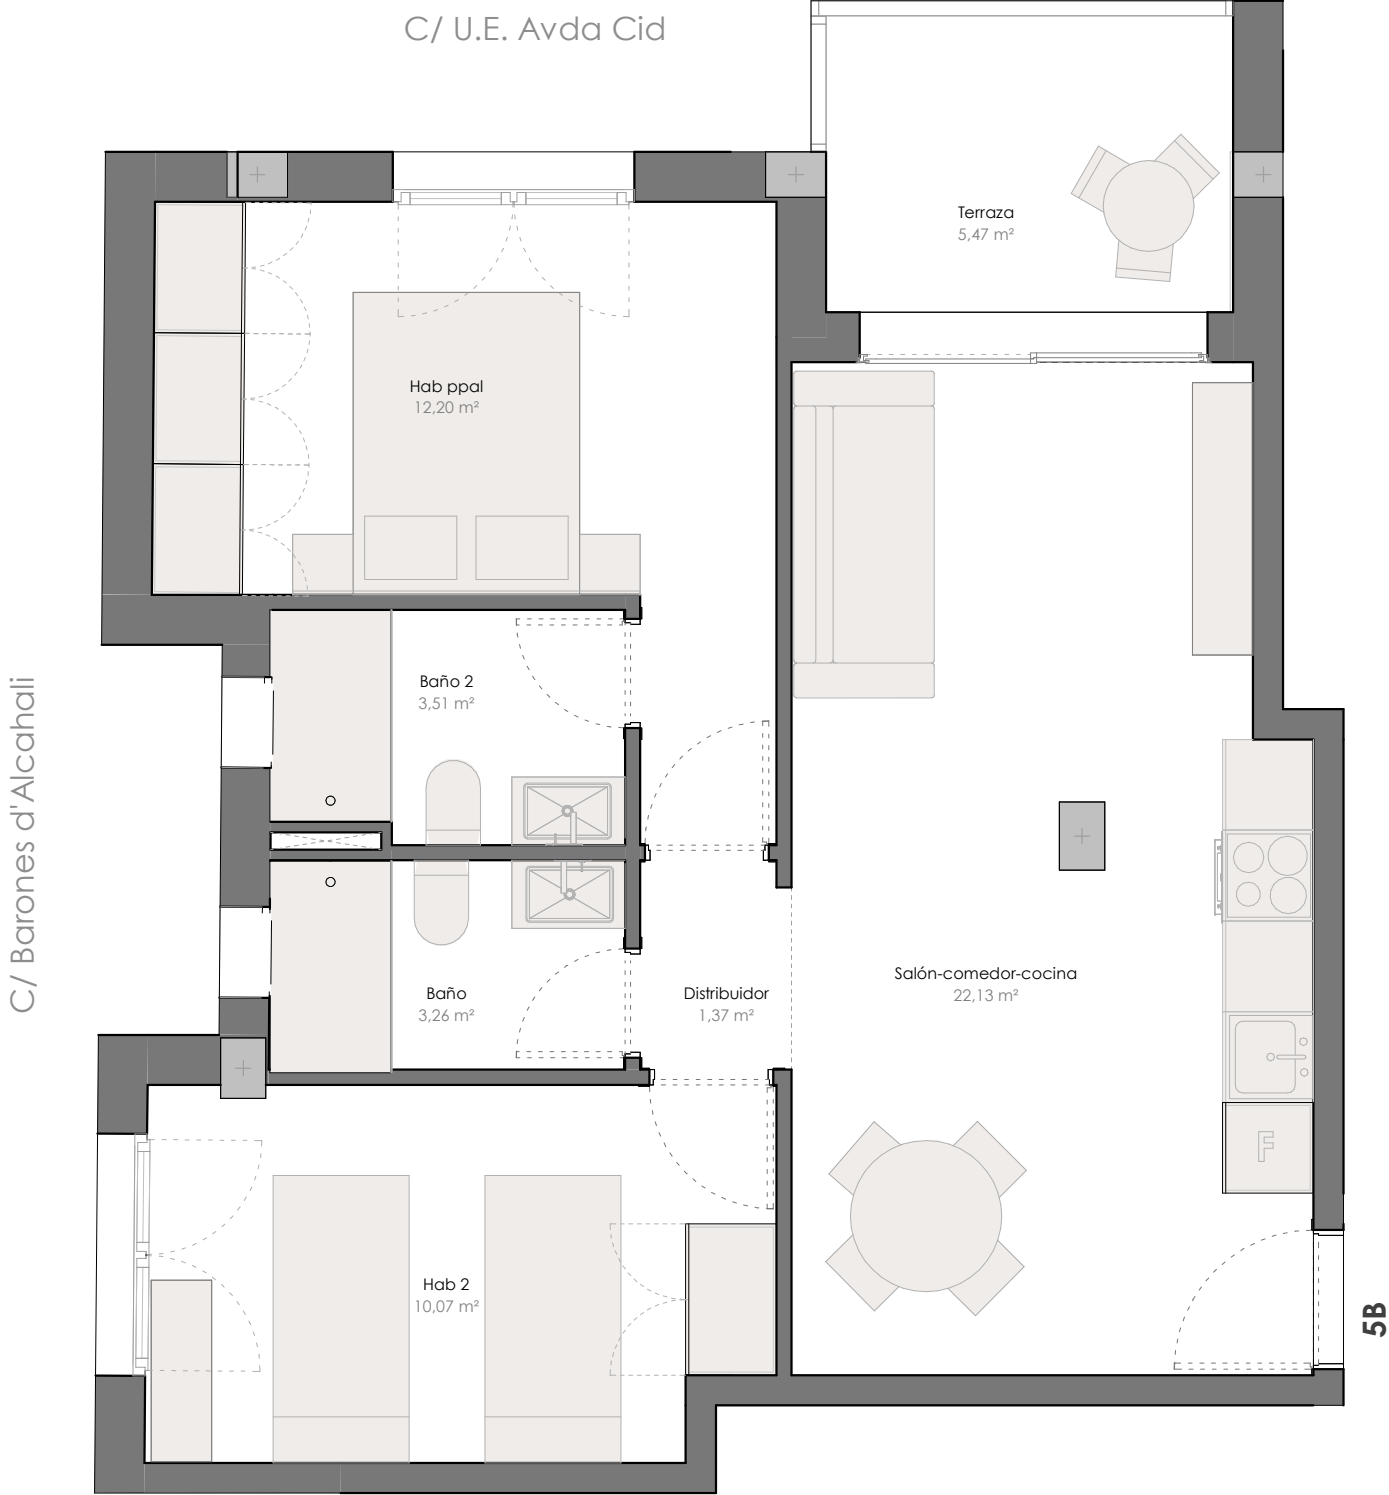 C/ U.E. Avda Cid
Terraza
5,47 m²
Hab ppal
12,20 m²
Baño 2
3,51 m²
C/ Barones d'Alcahali
Salón-comedor-cocina
22,13 m²
Baño
3,26 m²
Distribuidor
1,37 m²
F
Hab 2
10,07 m²
5B